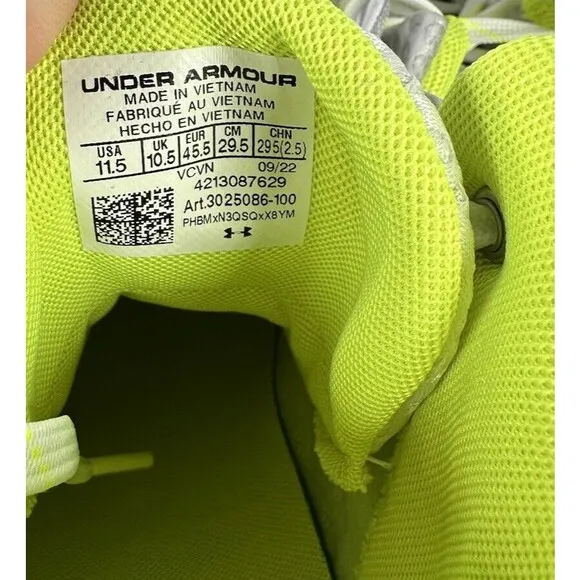 UNDER ARMOUR
MADE IN VIETNAM
FABRIQUÉ AU VIETNAM
HECHO EN VIETNAM
USA UK EUR CM CHN
11.5 10.5 45.5 29.5 295(2.5)
VCVN 09/22
4213087629
Art.3025086-100
PHBMxN3QSQxX8YM